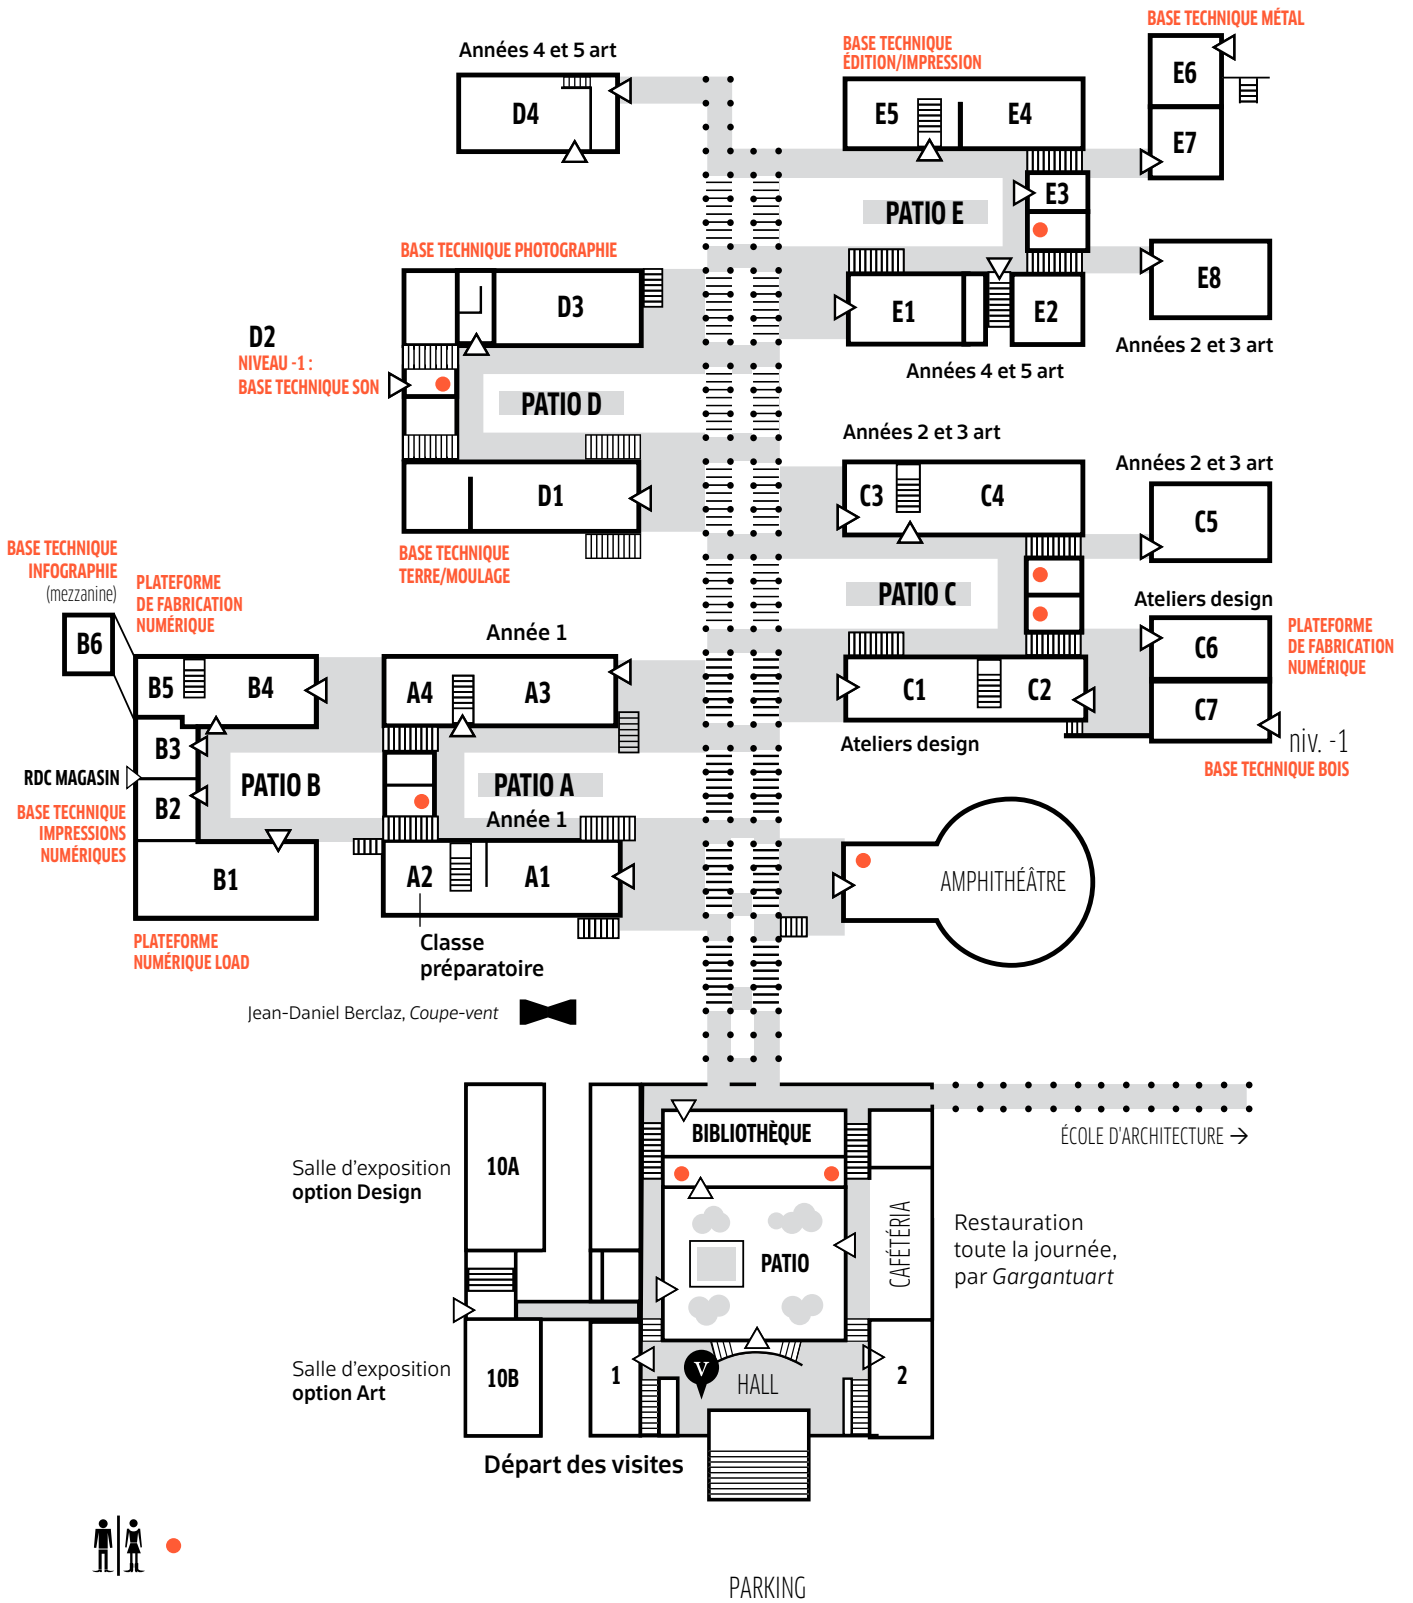 BASE TECHNIQUE MÉTAL
Années 4 et 5 art
BASE TECHNIQUE
ÉDITION/IMPRESSION
D4
E5
E4
E6
E7
E3
PATIO E
BASE TECHNIQUE PHOTOGRAPHIE
D3
E1
E2
E8
D2
NIVEAU -1 :
BASE TECHNIQUE SON
Années 2 et 3 art
Années 4 et 5 art
PATIO D
Années 2 et 3 art
Années 2 et 3 art
D1
C3
C4
C5
BASE TECHNIQUE
TERRE/MOULAGE
BASE TECHNIQUE
INFOGRAPHIE
(mezzanine)
PLATEFORME
DE FABRICATION
NUMÉRIQUE
PATIO C
Ateliers design
B6
Année 1
C6
PLATEFORME
DE FABRICATION
NUMÉRIQUE
B5
B4
A4
A3
C1
C2
C7
B3
Ateliers design
niv. -1
BASE TECHNIQUE BOIS
RDC MAGASIN
PATIO B
PATIO A
B2
BASE TECHNIQUE
IMPRESSIONS
NUMÉRIQUES
Année 1
B1
A2
A1
AMPHITHÉÂTRE
PLATEFORME
NUMÉRIQUE LOAD
Classe
préparatoire
Jean-Daniel Berclaz, Coupe-vent
BIBLIOTHÈQUE
ÉCOLE D'ARCHITECTURE →
Salle d'exposition
option Design
10A
CAFÉTÉRIA
Restauration
toute la journée,
par Gargantuart
PATIO
Salle d'exposition
option Art
10B
1
V
HALL
2
Départ des visites
PARKING